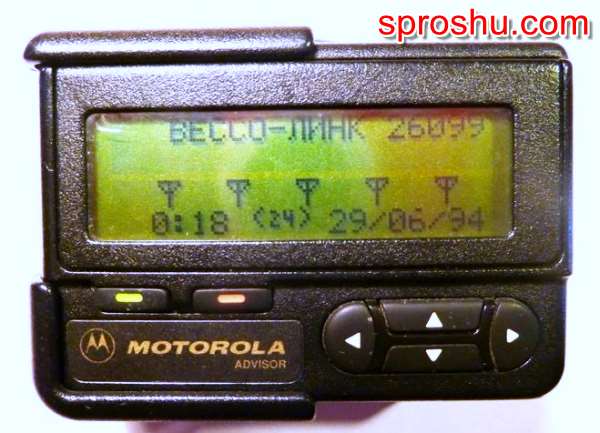 sproshu.com
ВЕССО-ЛИНК 26099
0:18 (24) 29/06/94
MOTOROLA
ADVISOR